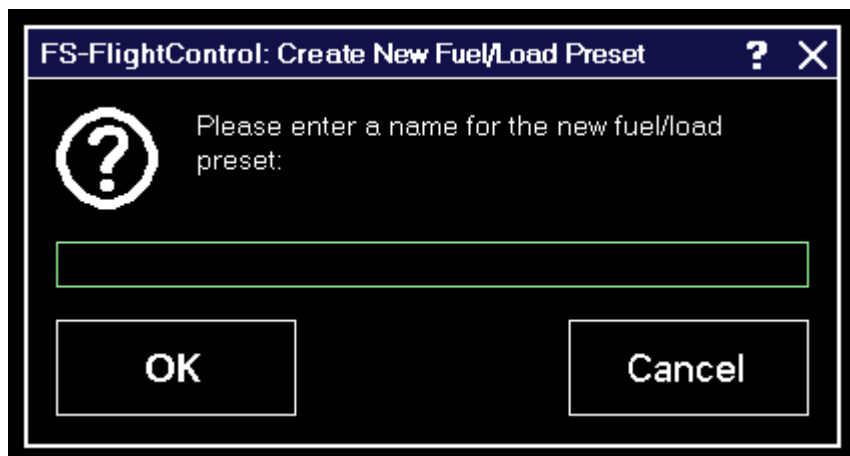 FS-FlightControl: Create New Fuel/Load Preset ? X
? Please enter a name for the new fuel/load
preset:
OK Cancel